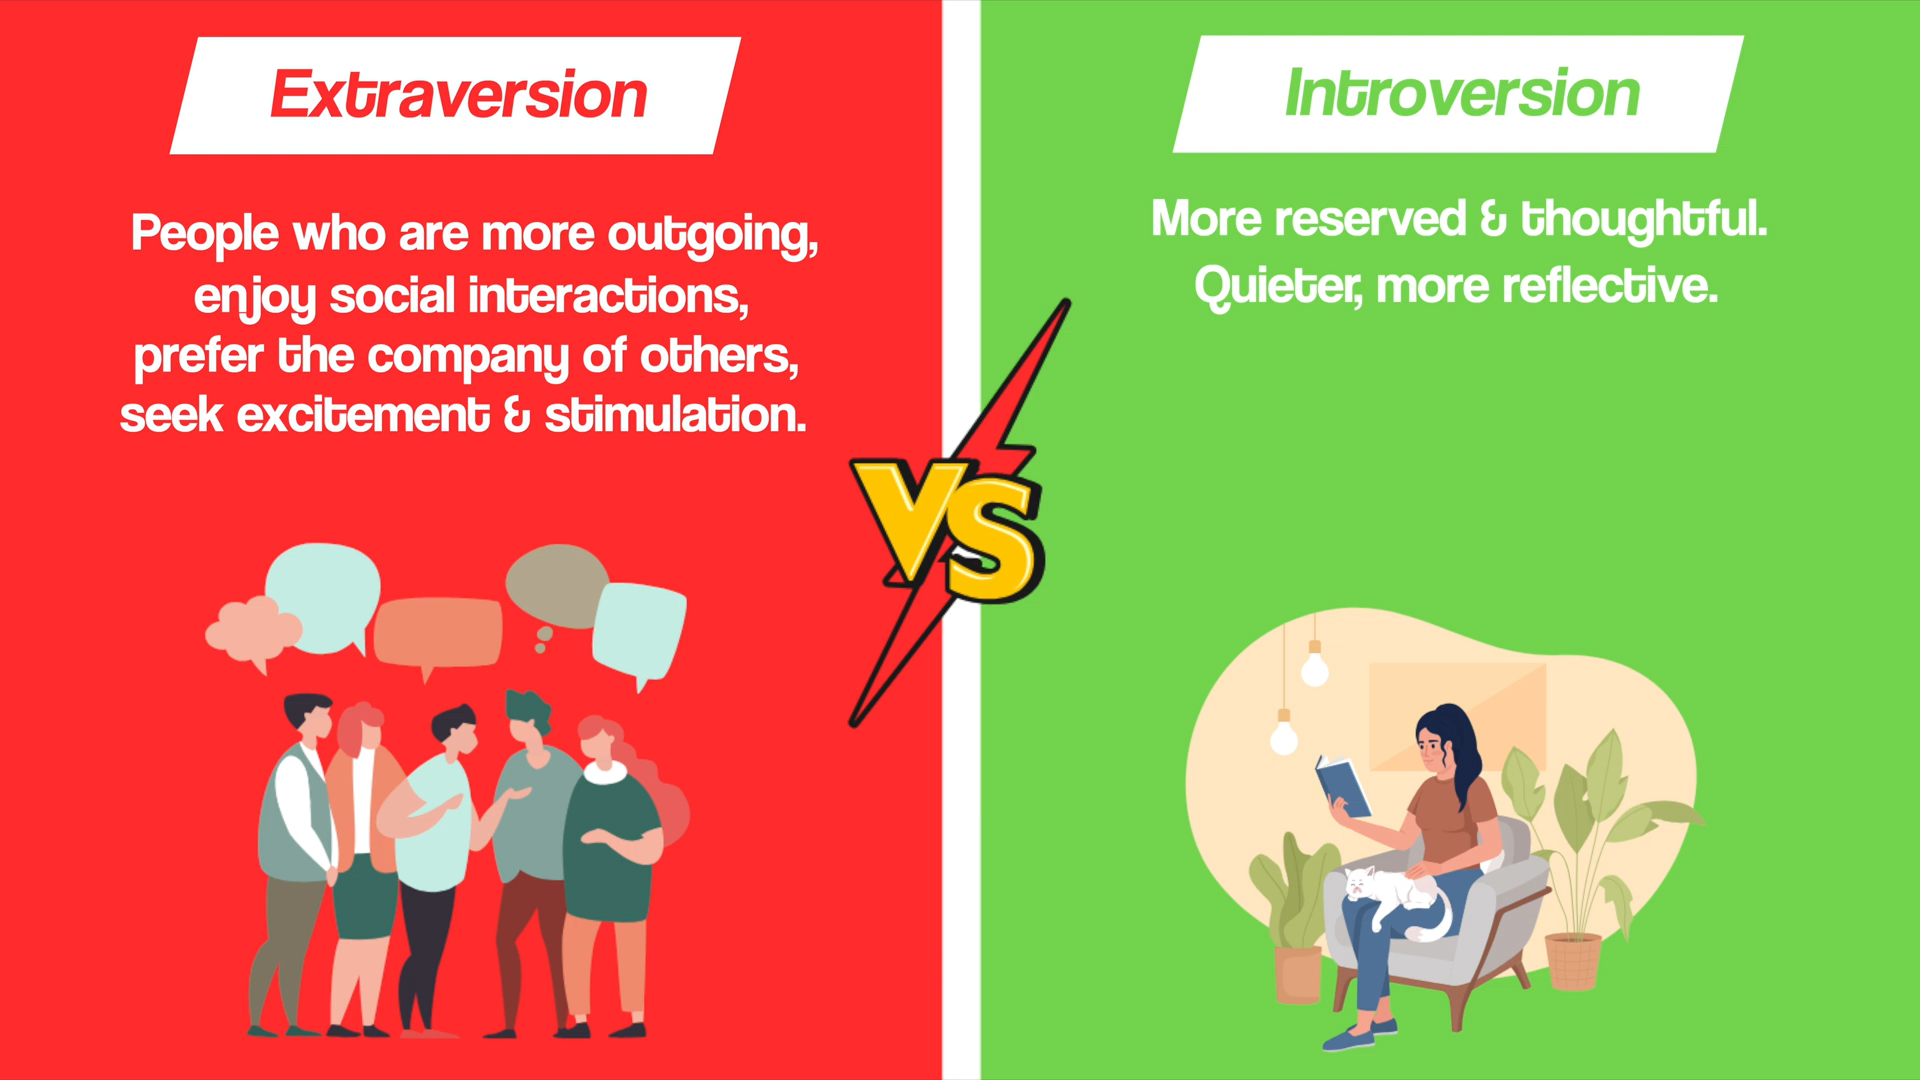 Extraversion
People who are more outgoing,
enjoy social interactions,
prefer the company of others,
seek excitement & stimulation.
VS
Introversion
More reserved & thoughtful.
Quieter, more reflective.